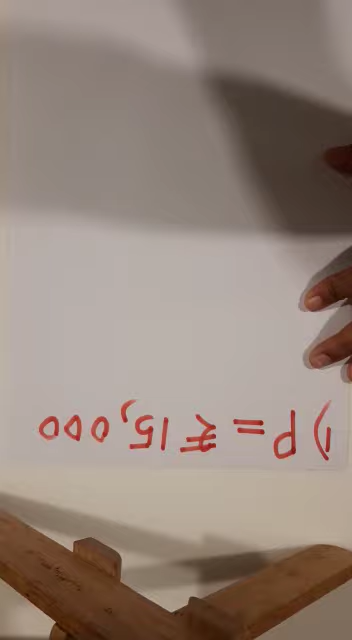 1) P = ₹ 15,000